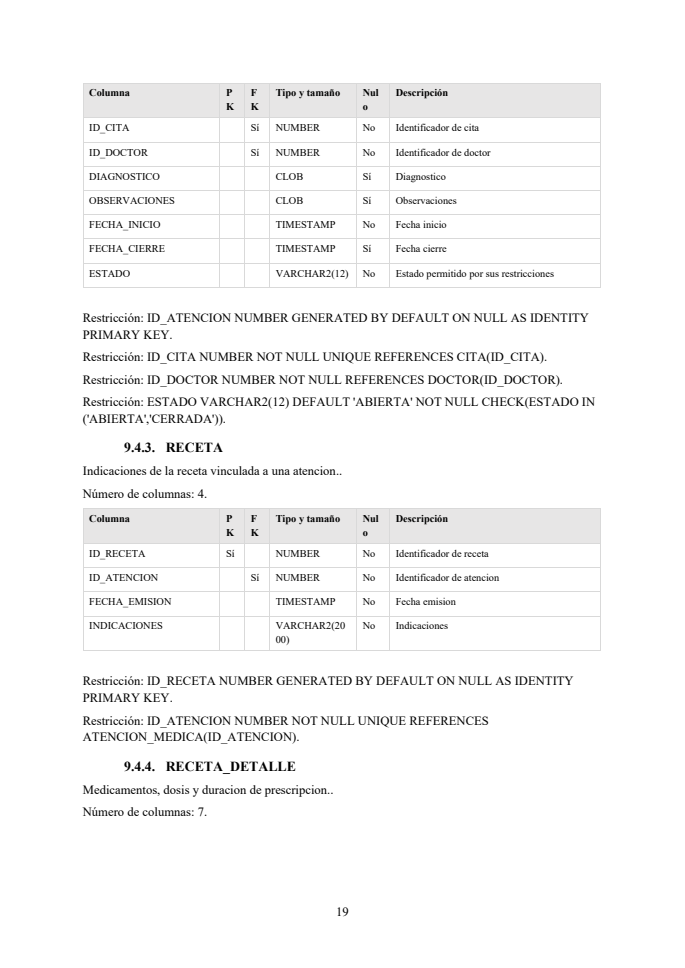 Columna P K F K Tipo y tamaño Nul o Descripción
ID_CITA Sí NUMBER No Identificador de cita
ID_DOCTOR Sí NUMBER No Identificador de doctor
DIAGNOSTICO CLOB Sí Diagnostico
OBSERVACIONES CLOB Sí Observaciones
FECHA_INICIO TIMESTAMP No Fecha inicio
FECHA_CIERRE TIMESTAMP Sí Fecha cierre
ESTADO VARCHAR2(12) No Estado permitido por sus restricciones
Restricción: ID_ATENCION NUMBER GENERATED BY DEFAULT ON NULL AS IDENTITY
PRIMARY KEY.
Restricción: ID_CITA NUMBER NOT NULL UNIQUE REFERENCES CITA(ID_CITA).
Restricción: ID_DOCTOR NUMBER NOT NULL REFERENCES DOCTOR(ID_DOCTOR).
Restricción: ESTADO VARCHAR2(12) DEFAULT 'ABIERTA' NOT NULL CHECK(ESTADO IN
('ABIERTA','CERRADA')).
9.4.3. RECETA
Indicaciones de la receta vinculada a una atencion..
Número de columnas: 4.
Columna P K F K Tipo y tamaño Nul o Descripción
ID_RECETA Sí NUMBER No Identificador de receta
ID_ATENCION Sí NUMBER No Identificador de atencion
FECHA_EMISION TIMESTAMP No Fecha emision
INDICACIONES VARCHAR2(20 00) No Indicaciones
Restricción: ID_RECETA NUMBER GENERATED BY DEFAULT ON NULL AS IDENTITY
PRIMARY KEY.
Restricción: ID_ATENCION NUMBER NOT NULL UNIQUE REFERENCES
ATENCION_MEDICA(ID_ATENCION).
9.4.4. RECETA_DETALLE
Medicamentos, dosis y duracion de prescripcion..
Número de columnas: 7.
19